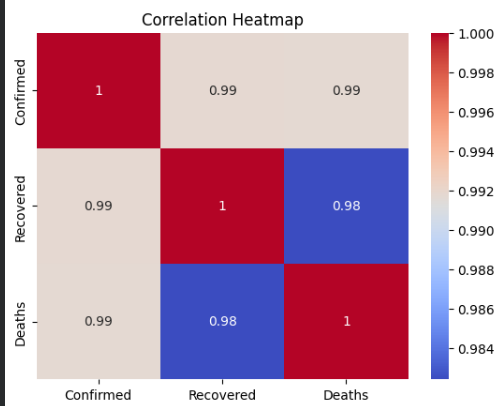 Correlation Heatmap
Confirmed
1
0.99
0.99
Recovered
0.99
1
0.98
Deaths
0.99
0.98
1
Confirmed
Recovered
Deaths
1.000
0.998
0.996
0.994
0.992
0.990
0.988
0.986
0.984